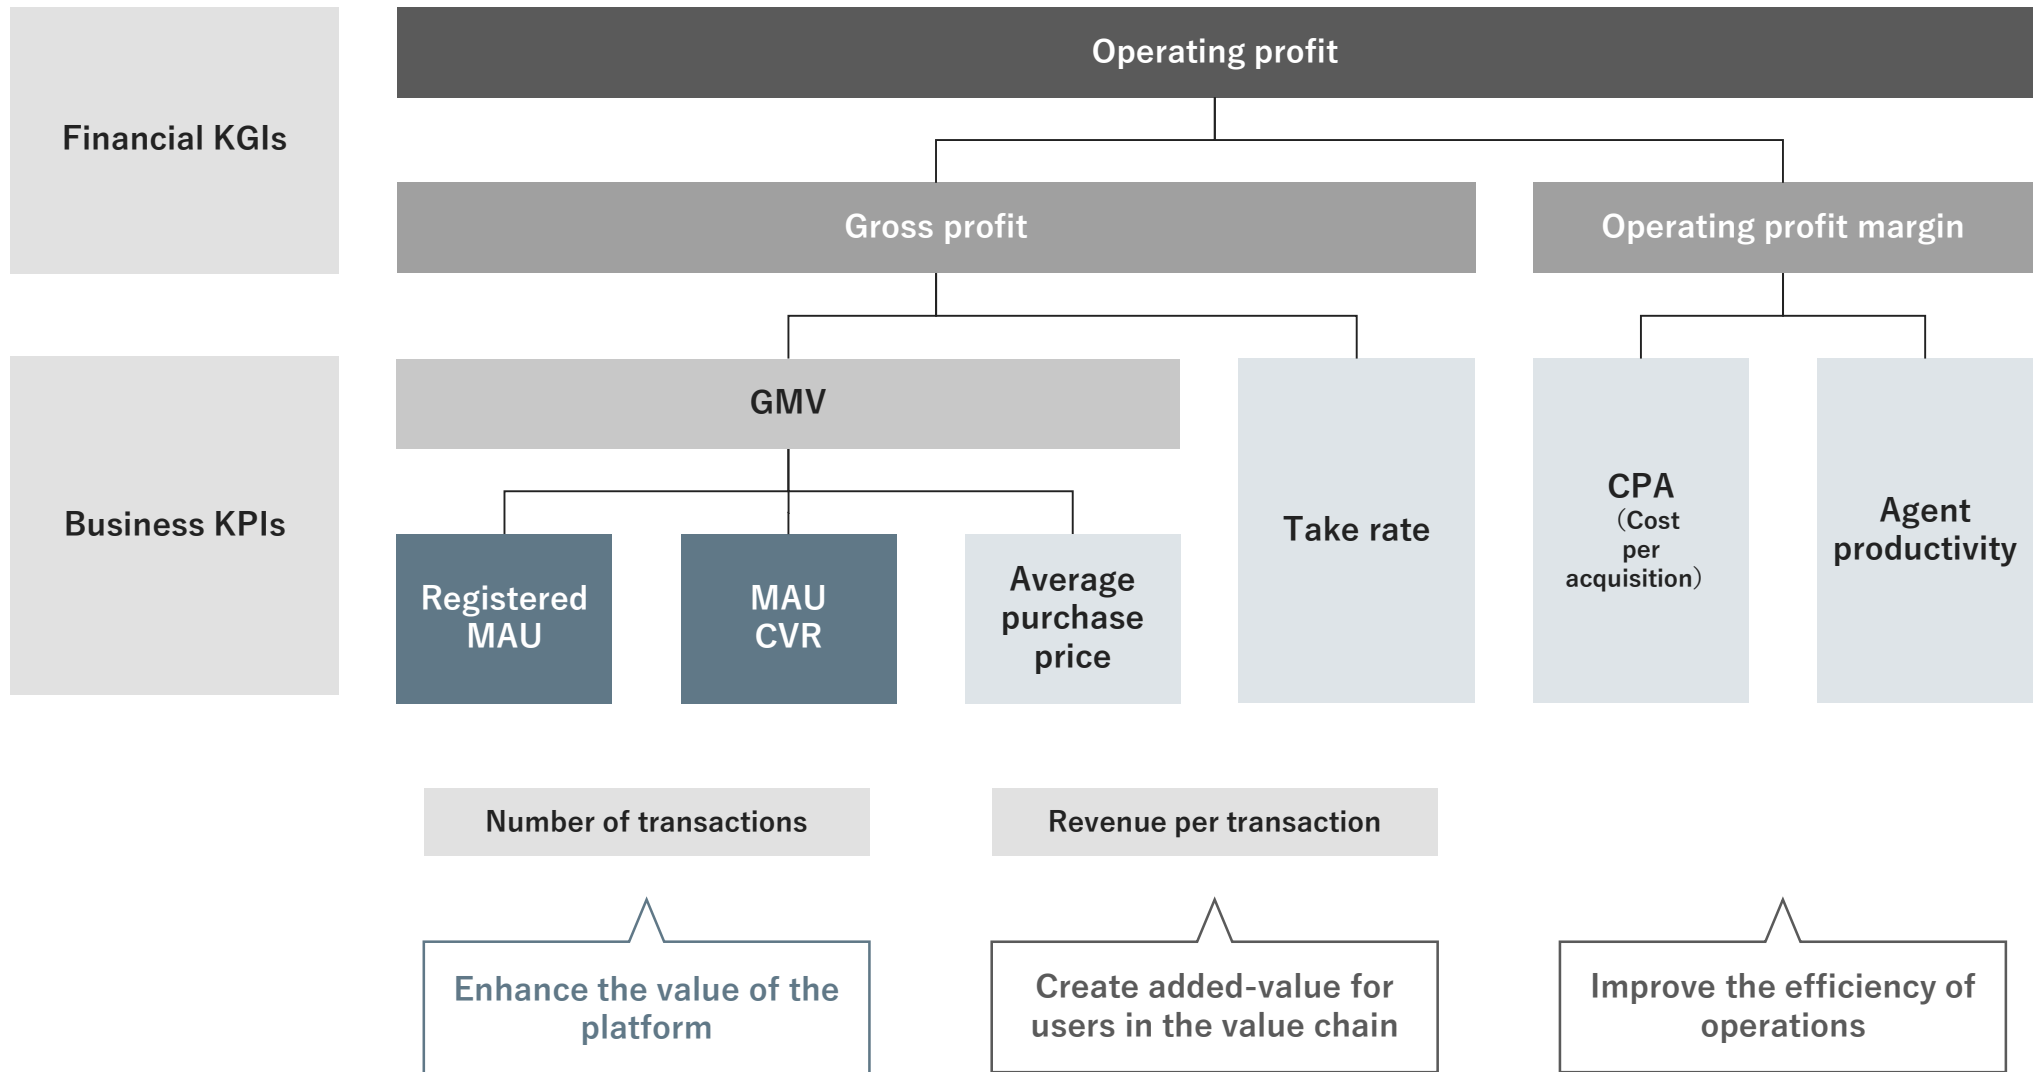 Operating profit
Financial KGIs
Gross profit
Operating profit margin
GMV
Business KPIs
Registered
MAU
MAU
CVR
Average
purchase
price
Take rate
CPA
（Cost
per
acquisition）
Agent
productivity
Number of transactions
Revenue per transaction
Enhance the value of the
platform
Create added-value for
users in the value chain
Improve the efficiency of
operations